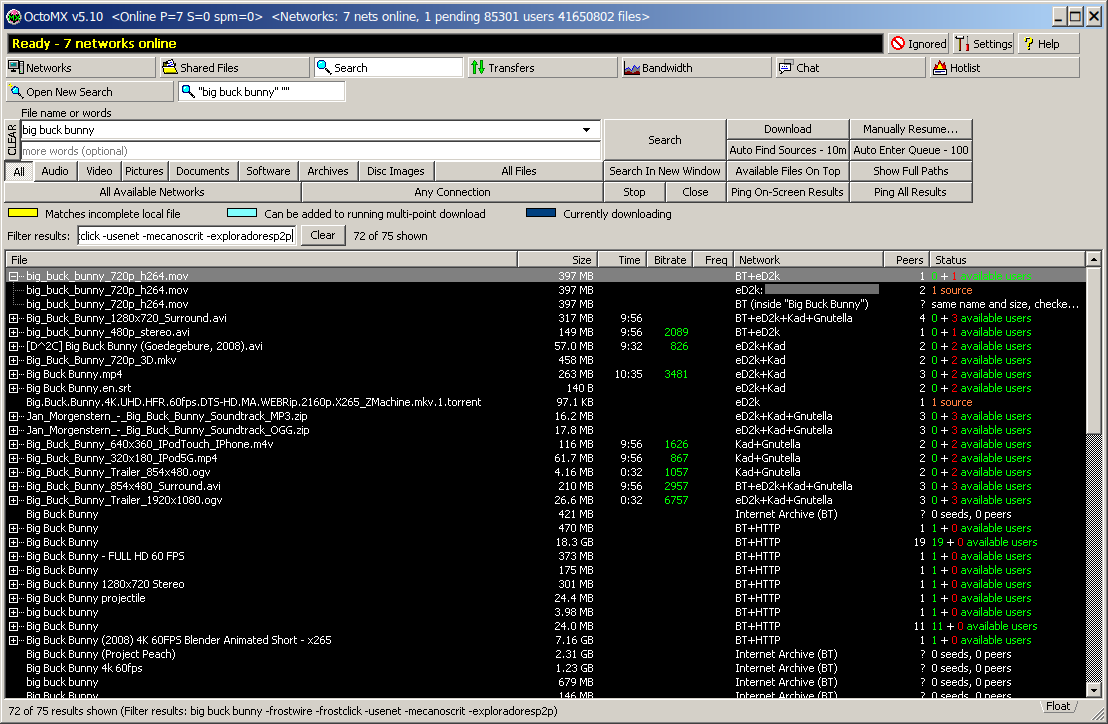 OctoMX v5.10 <Online P=7 S=0 spm=0> <Networks: 7 nets online, 1 pending 85301 users 41650802 files>
Ready - 7 networks online
Ignored Settings Help
Networks Shared Files Search Transfers Bandwidth Chat Hotlist
Open New Search "big buck bunny" ""
File name or words
CLEAR
big buck bunny
more words (optional)
Search Download Manually Resume...
Auto Find Sources - 10m Auto Enter Queue - 100
All Audio Video Pictures Documents Software Archives Disc Images All Files Search In New Window Available Files On Top Show Full Paths
All Available Networks Any Connection Stop Close Ping On-Screen Results Ping All Results
Matches incomplete local file Can be added to running multi-point download Currently downloading
Filter results: click -usenet -mecanoscrit -exploradoresp2p Clear 72 of 75 shown
File Size Time Bitrate Freq Network Peers Status
big_buck_bunny_720p_h264.mov 397 MB BT+eD2k 1 0 + 1 available users
big_buck_bunny_720p_h264.mov 397 MB eD2k: 2 1 source
big_buck_bunny_720p_h264.mov 397 MB BT (inside "Big Buck Bunny") ? same name and size, checke...
Big_Buck_Bunny_1280x720_Surround.avi 317 MB 9:56 BT+eD2k+Kad+Gnutella 4 0 + 3 available users
big_buck_bunny_480p_stereo.avi 149 MB 9:56 2089 BT+eD2k 1 0 + 1 available users
[D^2C] Big Buck Bunny (Goedegebure, 2008).avi 57.0 MB 9:32 826 eD2k+Kad 2 0 + 2 available users
Big_Buck_Bunny_720p_3D.mkv 458 MB eD2k+Kad 2 0 + 2 available users
Big Buck Bunny.mp4 263 MB 10:35 3481 eD2k+Kad 3 0 + 2 available users
Big Buck Bunny.en.srt 140 B eD2k+Kad 2 0 + 2 available users
Big.Buck.Bunny.4K.UHD.HFR.60fps.DTS-HD.MA.WEBRip.2160p.X265_ZMachine.mkv.1.torrent 97.1 KB eD2k 1 1 source
Jan_Morgenstern_-_Big_Buck_Bunny_Soundtrack_MP3.zip 16.2 MB eD2k+Kad+Gnutella 3 0 + 3 available users
Jan_Morgenstern_-_Big_Buck_Bunny_Soundtrack_OGG.zip 17.8 MB eD2k+Kad+Gnutella 3 0 + 3 available users
Big_Buck_Bunny_640x360_IPodTouch_IPhone.m4v 116 MB 9:56 1626 Kad+Gnutella 2 0 + 2 available users
Big_Buck_Bunny_320x180_IPod5G.mp4 61.7 MB 9:56 867 Kad+Gnutella 2 0 + 2 available users
Big_Buck_Bunny_Trailer_854x480.ogv 4.16 MB 0:32 1057 Kad+Gnutella 2 0 + 2 available users
Big_Buck_Bunny_854x480_Surround.avi 210 MB 9:56 2957 BT+eD2k+Kad+Gnutella 3 0 + 3 available users
Big_Buck_Bunny_Trailer_1920x1080.ogv 26.6 MB 0:32 6757 eD2k+Kad+Gnutella 3 0 + 3 available users
Big Buck Bunny 421 MB Internet Archive (BT) ? 0 seeds, 0 peers
Big Buck Bunny 470 MB BT+HTTP 1 1 + 0 available users
Big Buck Bunny 18.3 GB BT+HTTP 19 19 + 0 available users
Big Buck Bunny - FULL HD 60 FPS 373 MB BT+HTTP 1 1 + 0 available users
Big Buck Bunny 175 MB BT+HTTP 1 1 + 0 available users
Big Buck Bunny 1280x720 Stereo 301 MB BT+HTTP 1 1 + 0 available users
Big Buck Bunny projectile 24.4 MB BT+HTTP 1 1 + 0 available users
big buck bunny 3.98 MB BT+HTTP 1 1 + 0 available users
Big Buck Bunny 24.0 MB BT+HTTP 11 11 + 0 available users
Big Buck Bunny (2008) 4K 60FPS Blender Animated Short - x265 7.16 GB BT+HTTP 1 1 + 0 available users
Big Buck Bunny (Project Peach) 2.31 GB Internet Archive (BT) ? 0 seeds, 0 peers
Big Buck Bunny 4k 60fps 1.23 GB Internet Archive (BT) ? 0 seeds, 0 peers
big buck bunny 679 MB Internet Archive (BT) ? 0 seeds, 0 peers
Big Buck Bunny 146 MB Internet Archive (BT) ? 0 seeds, 0 peers
72 of 75 results shown (Filter results: big buck bunny -frostwire -frostclick -usenet -mecanoscrit -exploradoresp2p) Float